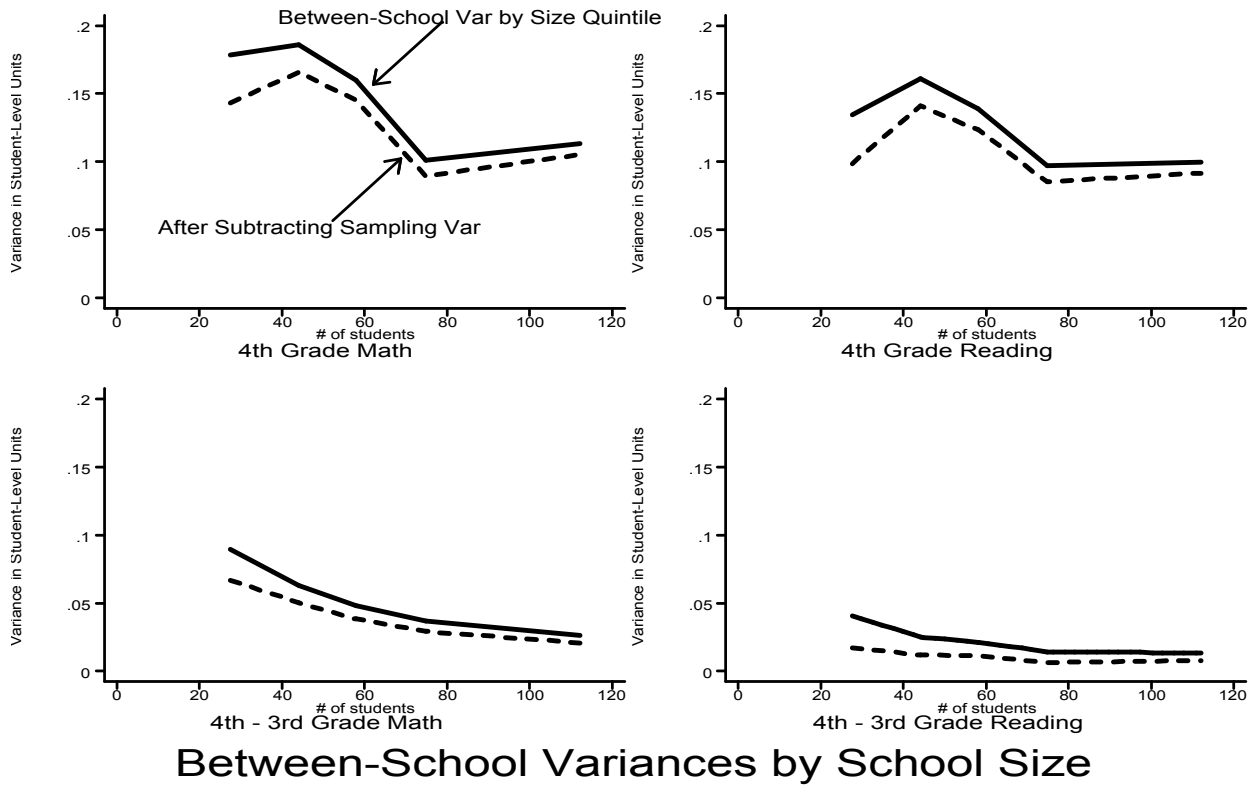 Between-School Var by Size Quintile
After Subtracting Sampling Var
Variance in Student-Level Units
.2
.15
.1
.05
0
0 20 40 60 80 100 120
# of students
4th Grade Math
Variance in Student-Level Units
.2
.15
.1
.05
0
0 20 40 60 80 100 120
# of students
4th Grade Reading
Variance in Student-Level Units
.2
.15
.1
.05
0
0 20 40 60 80 100 120
# of students
4th - 3rd Grade Math
Variance in Student-Level Units
.2
.15
.1
.05
0
0 20 40 60 80 100 120
# of students
4th - 3rd Grade Reading
Between-School Variances by School Size